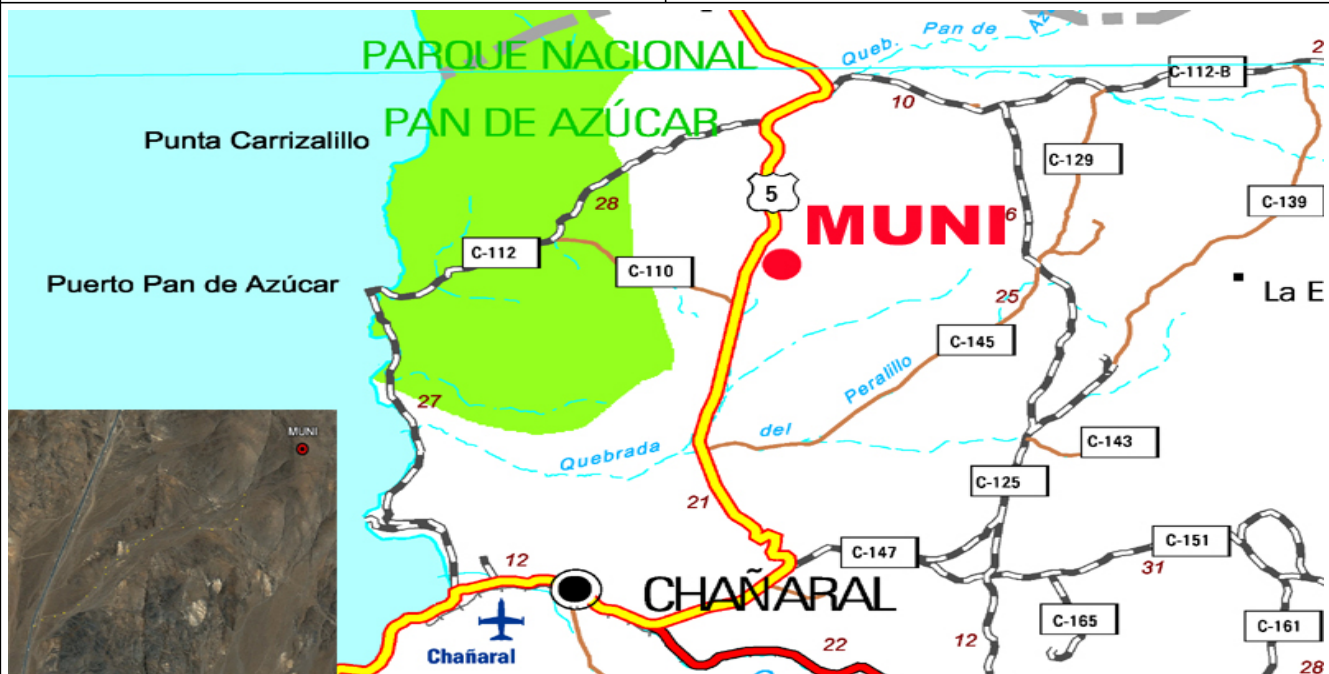 PARQUE NACIONAL
PAN DE AZÚCAR
Queb. Pan de
10
C-112-B
2
Punta Carrizalillo
C-129
C-139
28
5
MUNI
6
C-112
C-110
Puerto Pan de Azúcar
La E
25
C-145
Peralillo
27
del
Quebrada
C-143
MUNI
21
C-125
C-147
C-151
12
31
CHAÑARAL
C-165
C-161
Chañaral
22
12
28